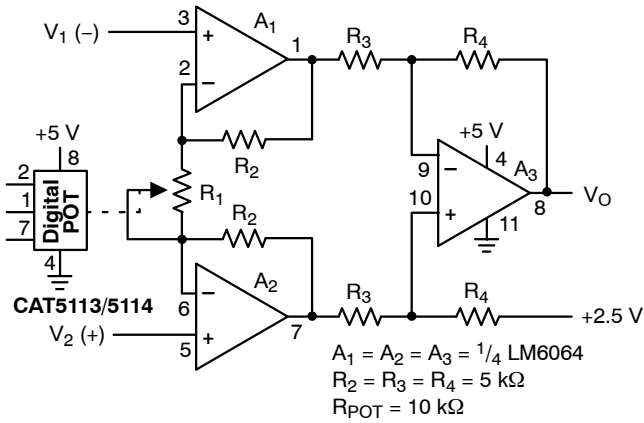 V₁ (–)
3
+
A₁
1
2
–
R₃
R₄
R₂
+5 V
8
2
1
7
Digital
POT
4
CAT5113/5114
R₁
R₂
+5 V
4
9
–
A₃
10
+
8
V_O
11
6
–
A₂
7
V₂ (+)
5
+
R₃
R₄
+2.5 V
A₁ = A₂ = A₃ = ¹/₄ LM6064
R₂ = R₃ = R₄ = 5 kΩ
R_POT = 10 kΩ